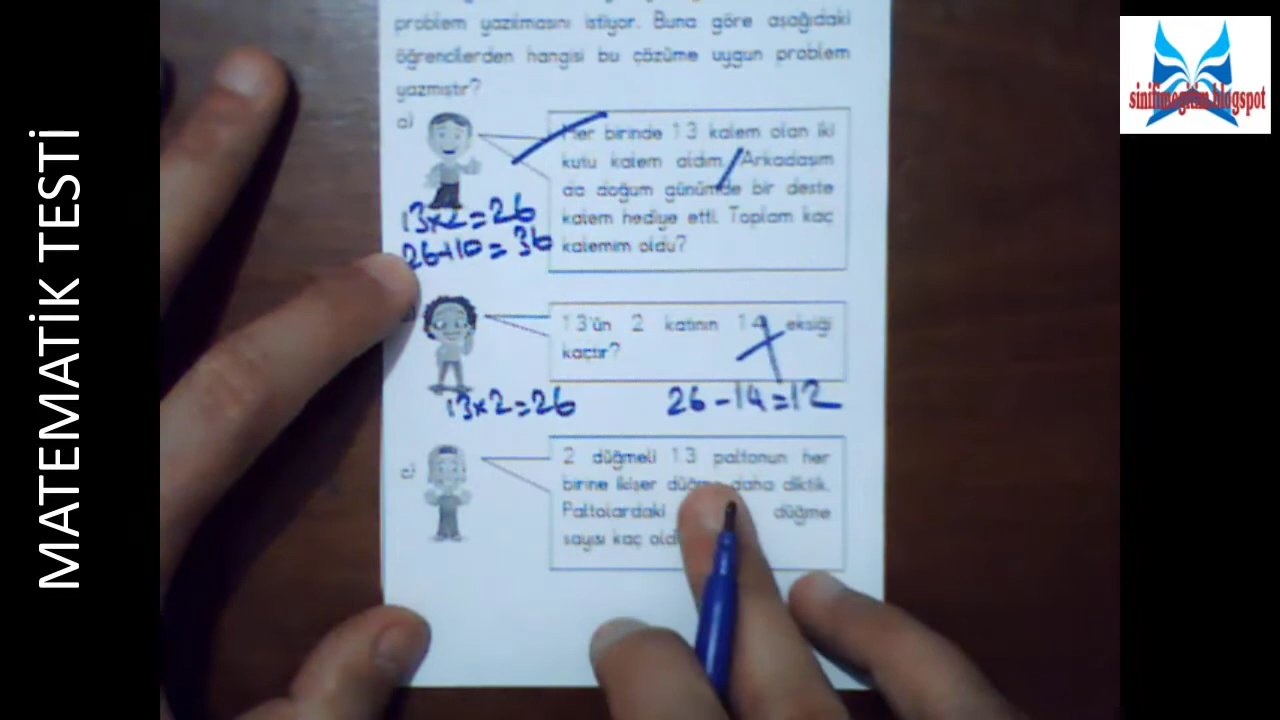 MATEMATİK TESTİ
sinifimegitim.blogspot
problem yazılmasını istiyor. Buna göre aşağıdaki
öğrencilerden hangisi bu çözüme uygun problem
yazmıştır?
a)
Her birinde 13 kalem olan iki
kutu kalem aldım. Arkadaşım
da doğum günümde bir deste
kalem hediye etti. Toplam kaç
kalemim oldu?
13x2=26
26+10=36
13'ün 2 katının 14 eksiği
kaçtır?
13x2=26
26-14=12
c)
2 düğmeli 13 paltonun her
birine ikişer düğme daha diktik.
Paltolardaki düğme
sayısı kaç